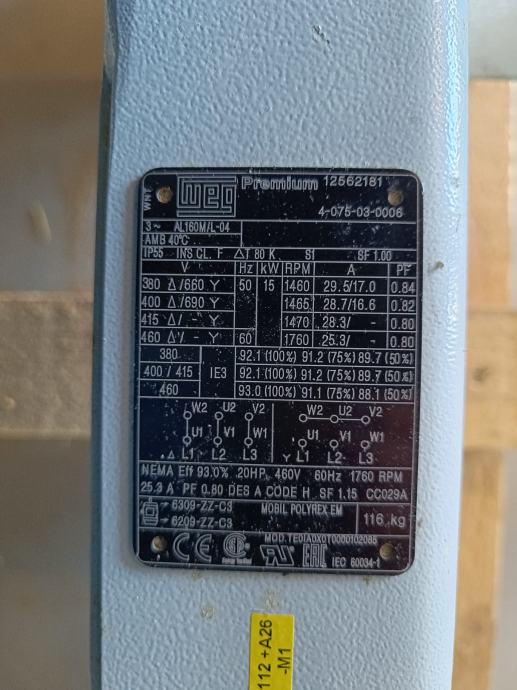 WEG Premium 12562181
4-075-03-0006
3 ~ AL160M/L-04
AMB 40°C
IP55 INS CL. F ΔT 80 K S1 SF 1.00
V Hz kW RPM A PF
380 Δ/660 Y 50 15 1460 29.5/17.0 0.84
400 Δ/690 Y 1465 28.7/16.6 0.82
415 Δ/ - Y 1470 28.3/ - 0.80
460 Δ/ - Y 60 1760 25.3/ - 0.80
380 92.1 (100%) 91.2 (75%) 89.7 (50%)
400 / 415 IE3 92.1 (100%) 91.2 (75%) 89.7 (50%)
460 93.0 (100%) 91.1 (75%) 88.1 (50%)
W2 U2 V2 W2 U2 V2
U1 V1 W1 U1 V1 W1
Δ L1 L2 L3 Y L1 L2 L3
NEMA Eff 93.0% 20HP 460V 60Hz 1760 RPM
25.3 A PF 0.80 DES A CODE H SF 1.15 CC029A
6309-ZZ-C3 MOBIL POLYREX EM
6209-ZZ-C3 116 kg
MOD.TE01A0X0T0000102085
CE EAC IEC 60034-1
112 +A26
-M1